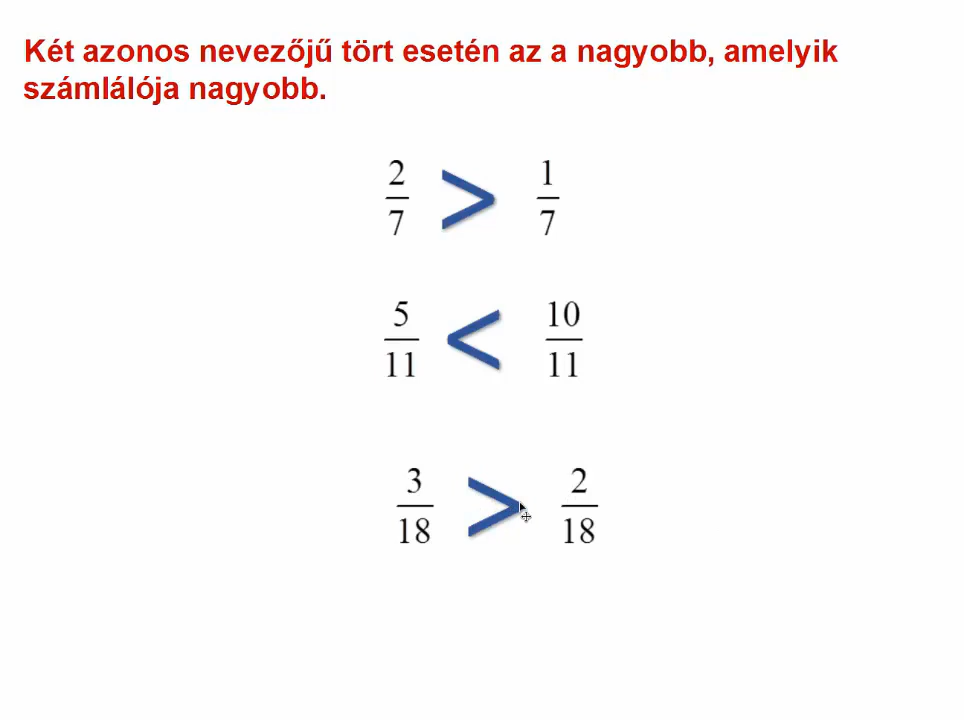 Két azonos nevezőjű tört esetén az a nagyobb, amelyik
számlálója nagyobb.
2/7 > 1/7
5/11 < 10/11
3/18 > 2/18